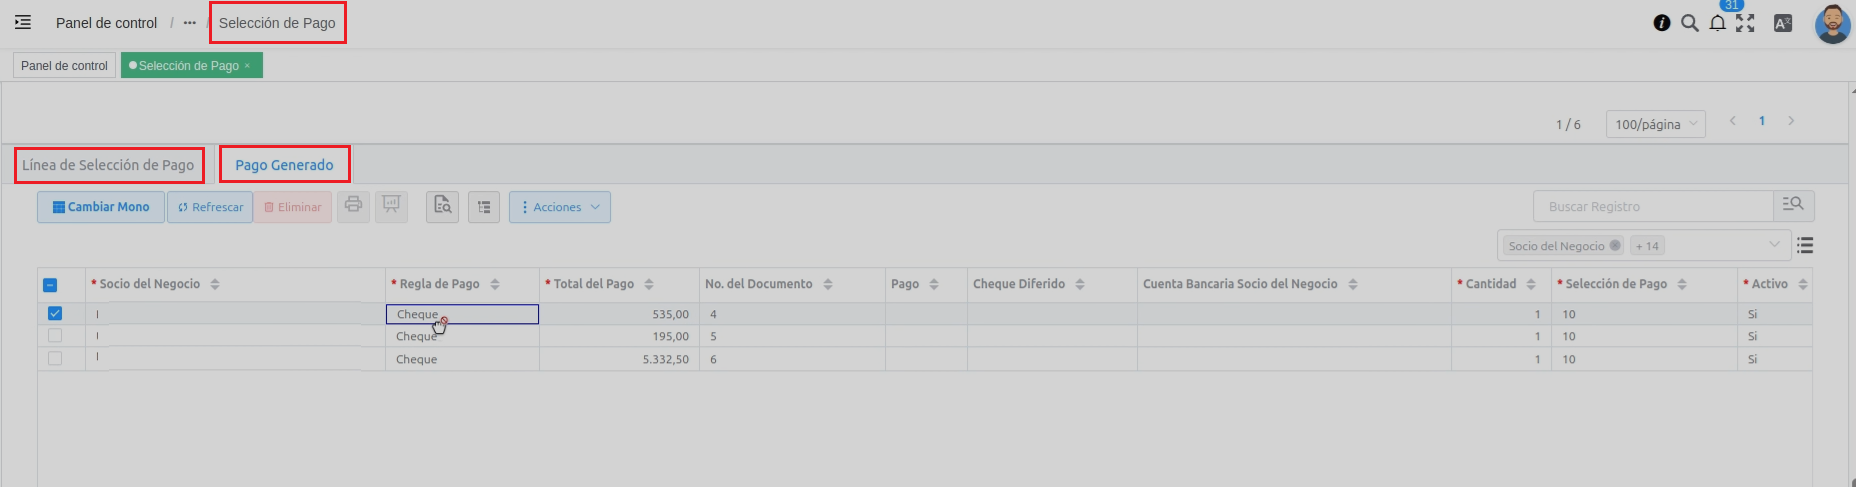 31
Panel de control / ••• / Selección de Pago
Panel de control Selección de Pago ×
1 / 6 100/página 1
Línea de Selección de Pago Pago Generado
Cambiar Mono Refrescar Eliminar Acciones Buscar Registro
Socio del Negocio + 14
* Socio del Negocio * Regla de Pago * Total del Pago No. del Documento Pago Cheque Diferido Cuenta Bancaria Socio del Negocio * Cantidad * Selección de Pago * Activo
Cheque 535,00 4 1 10 Si
Cheque 195,00 5 1 10 Si
Cheque 5.332,50 6 1 10 Si